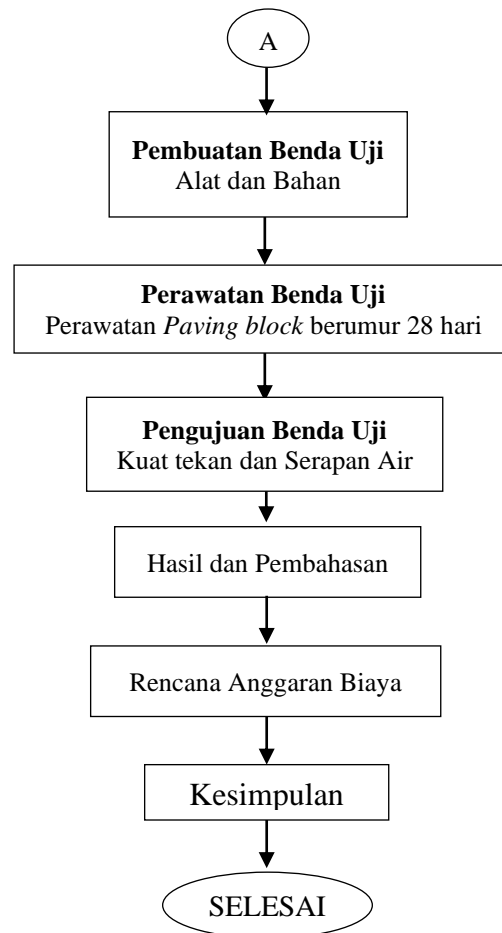 A
Pembuatan Benda Uji
Alat dan Bahan
Perawatan Benda Uji
Perawatan Paving block berumur 28 hari
Pengujuan Benda Uji
Kuat tekan dan Serapan Air
Hasil dan Pembahasan
Rencana Anggaran Biaya
Kesimpulan
SELESAI